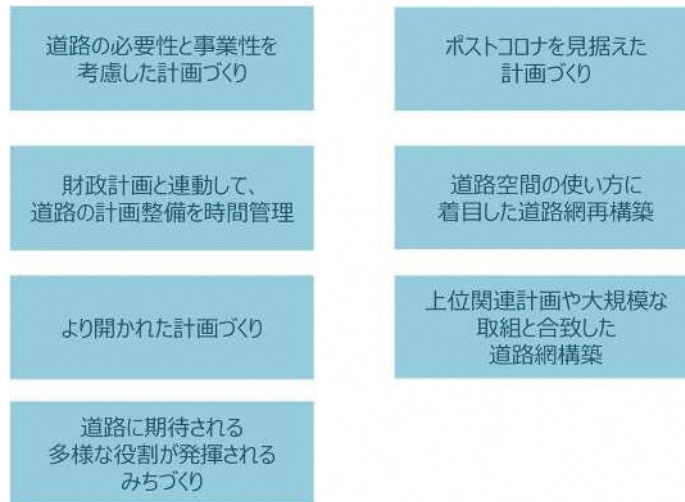 道路の必要性と事業性を
考慮した計画づくり
ポストコロナを見据えた
計画づくり
財政計画と連動して、
道路の計画整備を時間管理
道路空間の使い方に
着目した道路網再構築
より開かれた計画づくり
上位関連計画や大規模な
取組と合致した
道路網構築
道路に期待される
多様な役割が発揮される
みちづくり